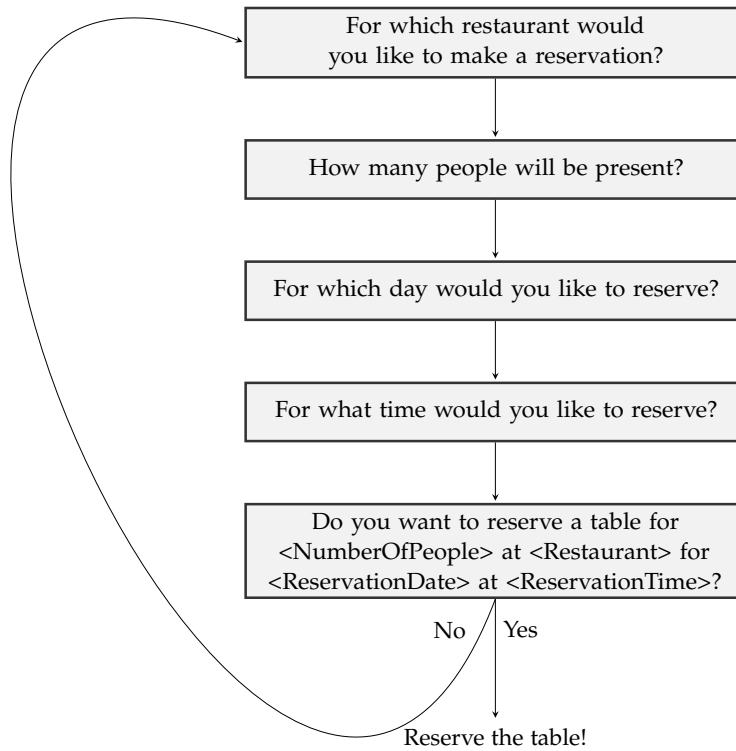 For which restaurant would
you like to make a reservation?
How many people will be present?
For which day would you like to reserve?
For what time would you like to reserve?
Do you want to reserve a table for
<NumberOfPeople> at <Restaurant> for
<ReservationDate> at <ReservationTime>?
No
Yes
Reserve the table!